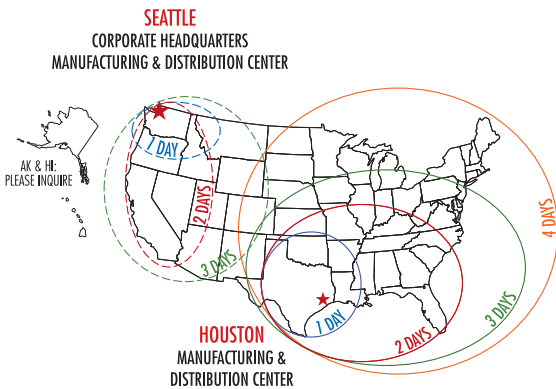 SEATTLE
CORPORATE HEADQUARTERS
MANUFACTURING & DISTRIBUTION CENTER
1 DAY
AK & HI:
PLEASE INQUIRE
2 DAYS
3 DAYS
4 DAYS
1 DAY
2 DAYS
3 DAYS
HOUSTON
MANUFACTURING &
DISTRIBUTION CENTER